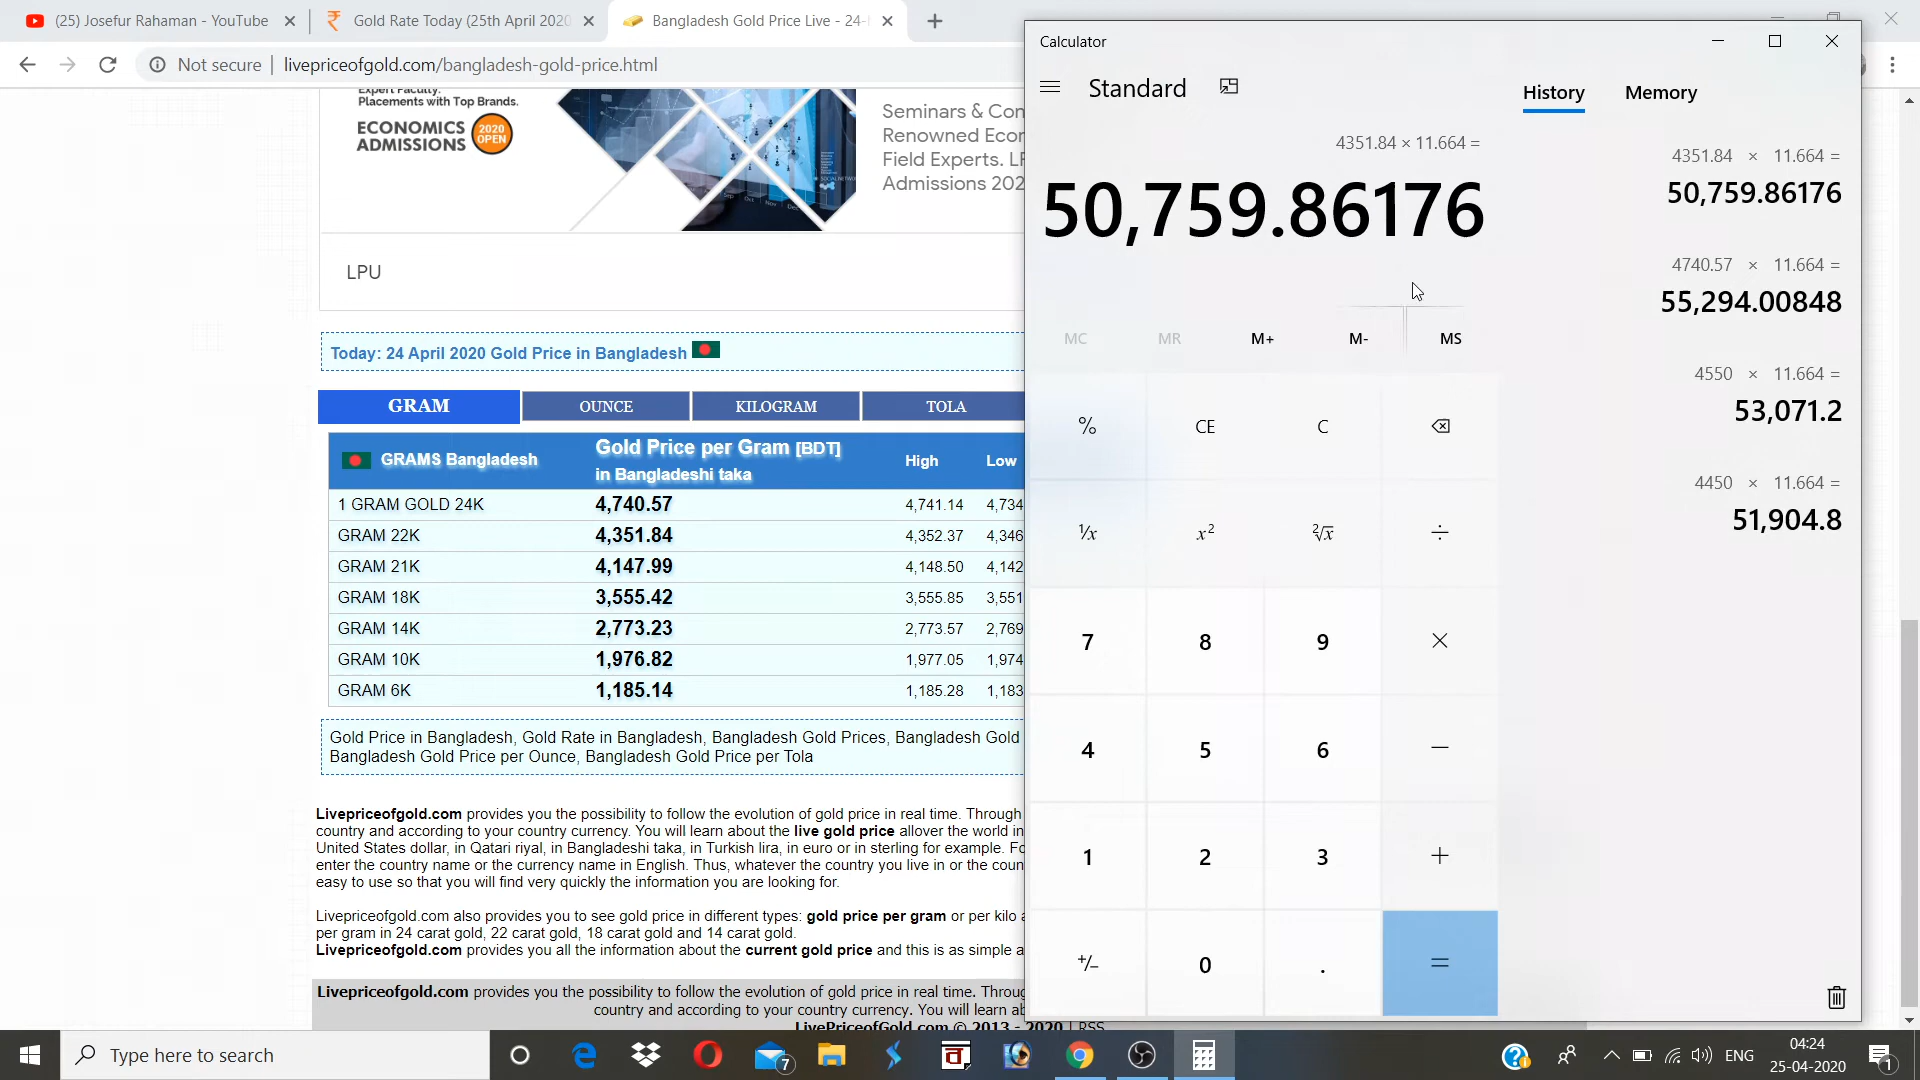 (25) Josefur Rahaman - YouTube
Gold Rate Today (25th April 2020
Bangladesh Gold Price Live - 24-
Not secure | livepriceofgold.com/bangladesh-gold-price.html
Expert Faculty.
Placements with Top Brands.
ECONOMICS
ADMISSIONS
2020
OPEN
Seminars & Con
Renowned Econ
Field Experts. LP
Admissions 202
LPU
Today: 24 April 2020 Gold Price in Bangladesh
GRAM OUNCE KILOGRAM TOLA
GRAMS Bangladesh
Gold Price per Gram [BDT]
in Bangladeshi taka
High Low
1 GRAM GOLD 24K 4,740.57 4,741.14 4,734
GRAM 22K 4,351.84 4,352.37 4,346
GRAM 21K 4,147.99 4,148.50 4,142
GRAM 18K 3,555.42 3,555.85 3,551
GRAM 14K 2,773.23 2,773.57 2,769
GRAM 10K 1,976.82 1,977.05 1,974
GRAM 6K 1,185.14 1,185.28 1,183
Gold Price in Bangladesh, Gold Rate in Bangladesh, Bangladesh Gold Prices, Bangladesh Gold
Bangladesh Gold Price per Ounce, Bangladesh Gold Price per Tola
Livepriceofgold.com provides you the possibility to follow the evolution of gold price in real time. Through
country and according to your country currency. You will learn about the live gold price allover the world in
United States dollar, in Qatari riyal, in Bangladeshi taka, in Turkish lira, in euro or in sterling for example. Fo
enter the country name or the currency name in English. Thus, whatever the country you live in or the coun
easy to use so that you will find very quickly the information you are looking for.
Livepriceofgold.com also provides you to see gold price in different types: gold price per gram or per kilo a
per gram in 24 carat gold, 22 carat gold, 18 carat gold and 14 carat gold.
Livepriceofgold.com provides you all the information about the current gold price and this is as simple a
Livepriceofgold.com provides you the possibility to follow the evolution of gold price in real time. Throug
country and according to your country currency. You will learn ab
LivePriceofGold.com © 2013 - 2020 | RSS
Calculator
Standard
4351.84 × 11.664 =
50,759.86176
MC MR M+ M- MS
% CE C
¹/x x² ²√x ÷
7 8 9 ×
4 5 6 −
1 2 3 +
+/− 0 . =
History Memory
4351.84 × 11.664 =
50,759.86176
4740.57 × 11.664 =
55,294.00848
4550 × 11.664 =
53,071.2
4450 × 11.664 =
51,904.8
Type here to search
7
ENG
04:24
25-04-2020
1